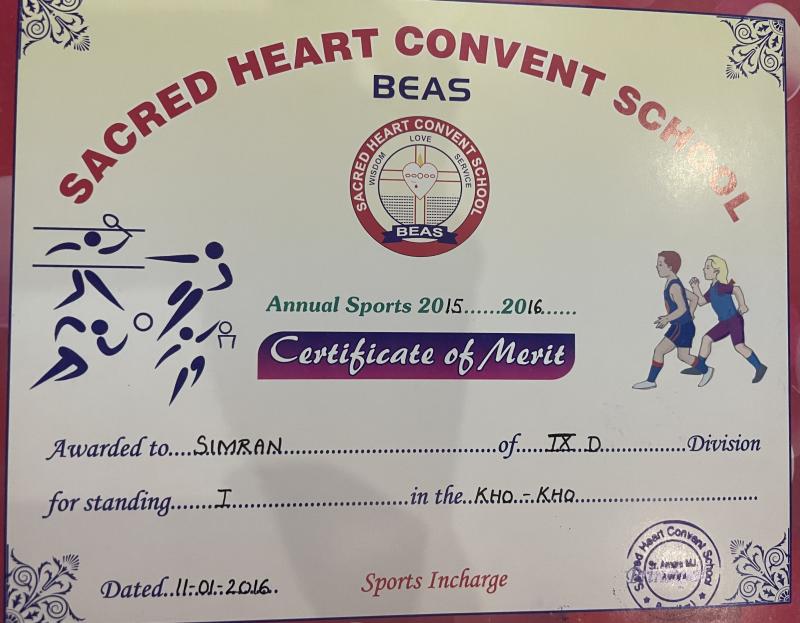 SACRED HEART CONVENT SCHOOL
BEAS
SACRED HEART CONVENT SCHOOL
WISDOM LOVE SERVICE
BEAS
Annual Sports 2015......2016......
Certificate of Merit
Awarded to....SIMRAN....................................of.....IX D...............Division
for standing.......I...............................in the..KHO.-.KHO................................
Dated..11-01-2016.
Sports Incharge
Sacred Heart Convent School